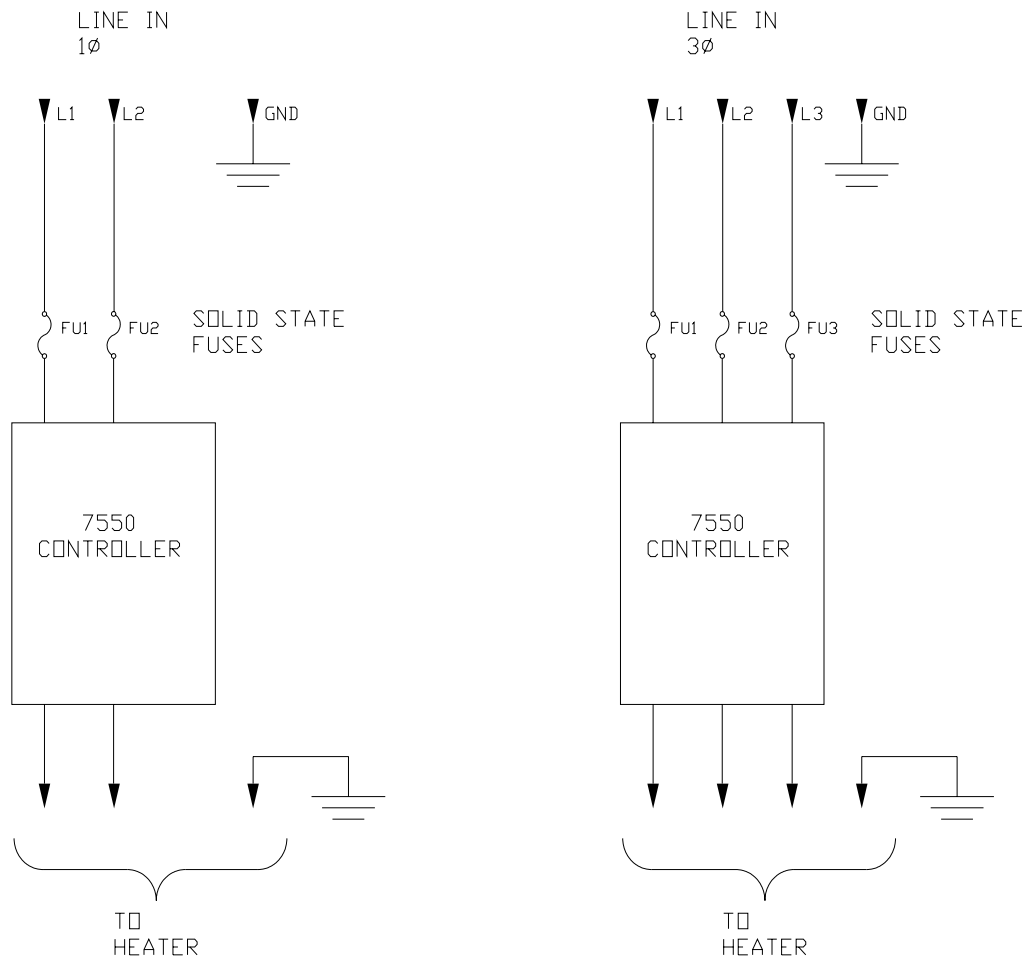 LINE IN
1Ø
L1
L2
GND
FU1
FU2
SOLID STATE
FUSES
7550
CONTROLLER
TO
HEATER
LINE IN
3Ø
L1
L2
L3
GND
FU1
FU2
FU3
SOLID STATE
FUSES
7550
CONTROLLER
TO
HEATER